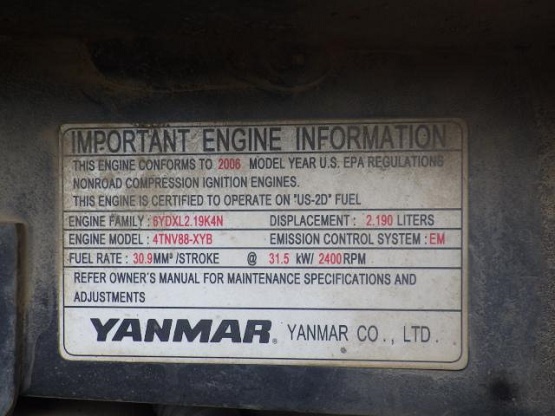 IMPORTANT ENGINE INFORMATION
THIS ENGINE CONFORMS TO 2006 MODEL YEAR U.S. EPA REGULATIONS
NONROAD COMPRESSION IGNITION ENGINES.
THIS ENGINE IS CERTIFIED TO OPERATE ON "US-2D" FUEL
ENGINE FAMILY : 6YDXL2.19K4N DISPLACEMENT : 2.190 LITERS
ENGINE MODEL : 4TNV88-XYB EMISSION CONTROL SYSTEM : EM
FUEL RATE : 30.9MM³/STROKE @ 31.5 kW/ 2400RPM
REFER OWNER'S MANUAL FOR MAINTENANCE SPECIFICATIONS AND
ADJUSTMENTS
YANMAR. YANMAR CO., LTD.